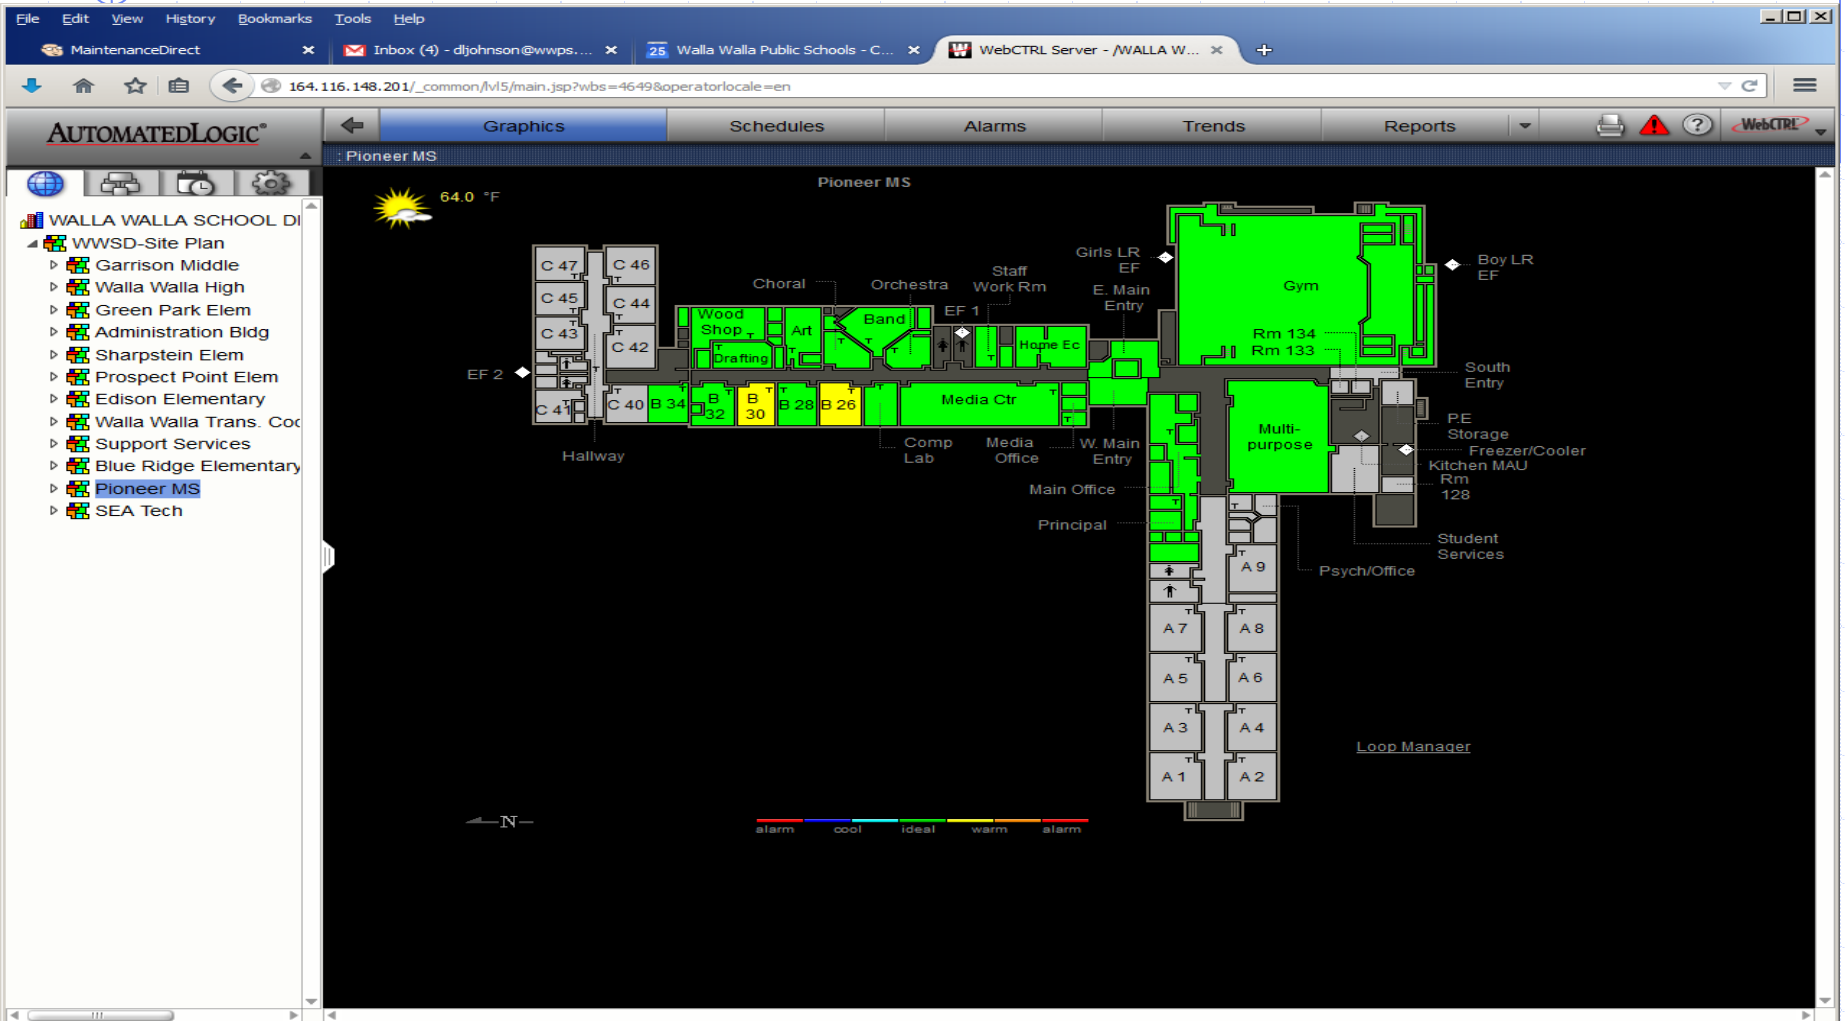 File Edit View History Bookmarks Tools Help
MaintenanceDirect
Inbox (4) - dljohnson@wwps....
25 Walla Walla Public Schools - C...
WebCTRL Server - /WALLA W...
164.116.148.201/_common/lvl5/main.jsp?wbs=4649&operatorlocale=en
AUTOMATEDLOGIC®
Graphics
Schedules
Alarms
Trends
Reports
WebCTRL
: Pioneer MS
WALLA WALLA SCHOOL DI
WWSD-Site Plan
Garrison Middle
Walla Walla High
Green Park Elem
Administration Bldg
Sharpstein Elem
Prospect Point Elem
Edison Elementary
Walla Walla Trans. Coo
Support Services
Blue Ridge Elementary
Pioneer MS
SEA Tech
Pioneer MS
64.0 °F
C 47
C 46
C 45
C 44
C 43
C 42
C 41
C 40
EF 2
Hallway
Choral
Orchestra
Staff
Work Rm
EF 1
Wood
Shop
Drafting
Art
Band
Home Ec
B 34
B
32
B
30
B 28
B 26
Media Ctr
Comp
Lab
Media
Office
W. Main
Entry
E. Main
Entry
Girls LR
EF
Gym
Boy LR
EF
Rm 134
Rm 133
South
Entry
Multi-
purpose
P.E
Storage
Freezer/Cooler
Kitchen MAU
Rm
128
Student
Services
Psych/Office
Main Office
Principal
A 9
A 7
A 8
A 5
A 6
A 3
A 4
A 1
A 2
Loop Manager
N
alarm cool ideal warm alarm